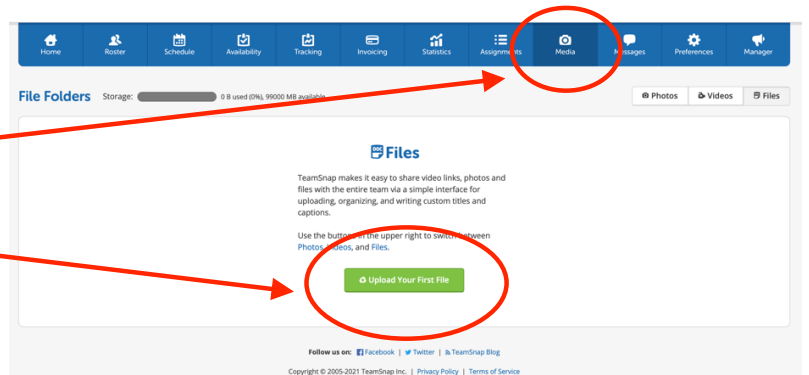 Home Roster Schedule Availability Tracking Invoicing Statistics Assignments Media Messages Preferences Manager
File Folders Storage: 0 B used (0%), 99000 MB available Photos Videos Files
DOC Files
TeamSnap makes it easy to share video links, photos and
files with the entire team via a simple interface for
uploading, organizing, and writing custom titles and
captions.
Use the buttons in the upper right to switch between
Photos, Videos, and Files.
Upload Your First File
Follow us on: Facebook | Twitter | TeamSnap Blog
Copyright © 2005-2021 TeamSnap Inc. | Privacy Policy | Terms of Service